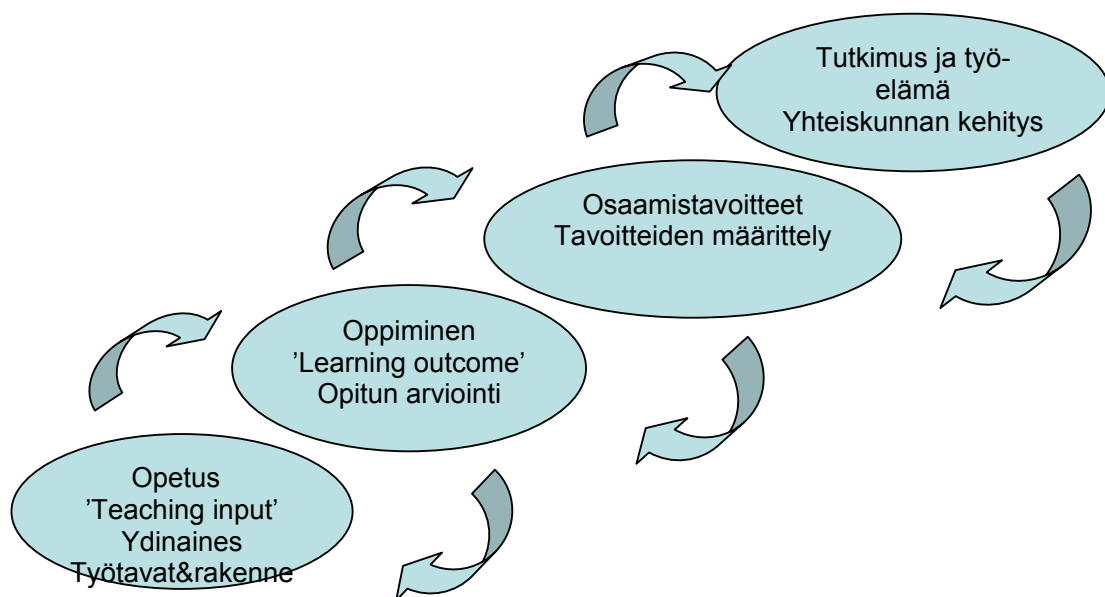 Tutkimus ja työ-
elämä
Yhteiskunnan kehitys
Osaamistavoitteet
Tavoitteiden määrittely
Oppiminen
’Learning outcome’
Opitun arviointi
Opetus
’Teaching input’
Ydinaines
Työtavat&rakenne